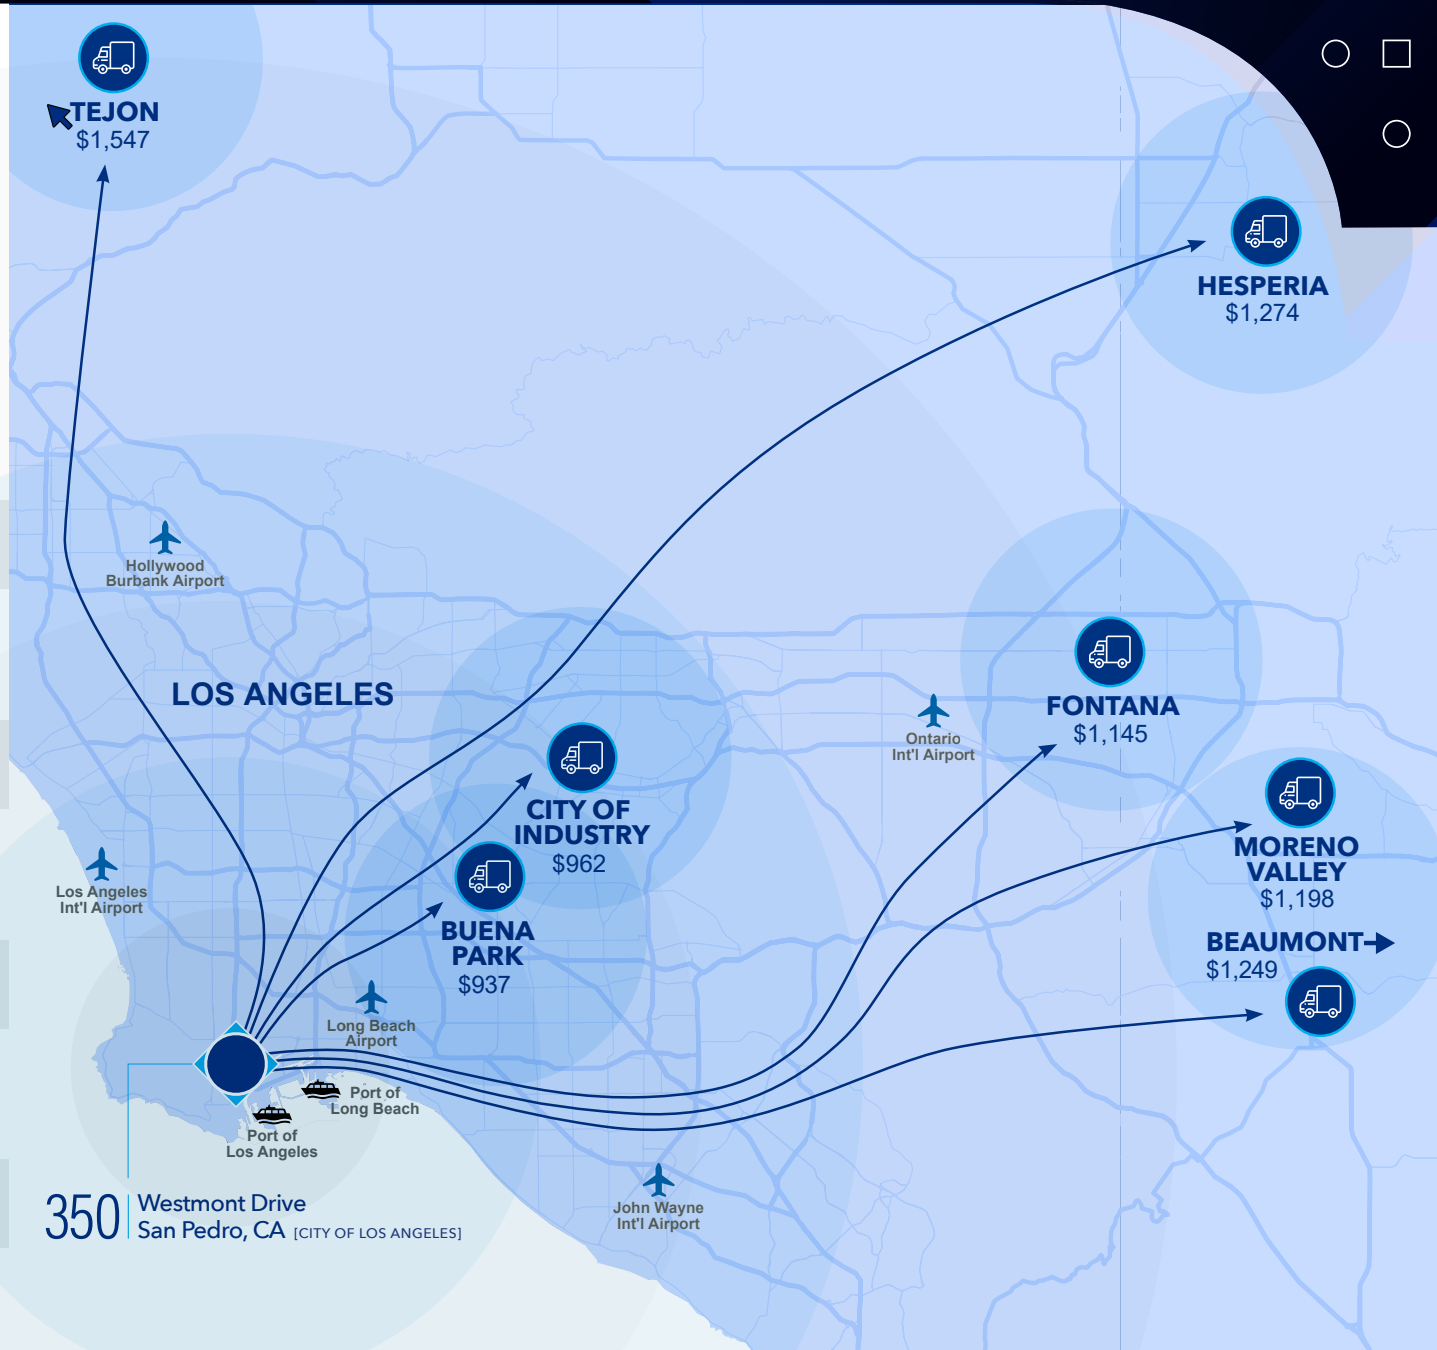 TEJON
$1,547
HESPERIA
$1,274
Hollywood
Burbank Airport
LOS ANGELES
FONTANA
$1,145
Ontario
Int'l Airport
CITY OF
INDUSTRY
$962
MORENO
VALLEY
$1,198
Los Angeles
Int'l Airport
BUENA
PARK
$937
BEAUMONT
$1,249
Long Beach
Airport
Port of
Long Beach
Port of
Los Angeles
John Wayne
Int'l Airport
350
Westmont Drive
San Pedro, CA [CITY OF LOS ANGELES]